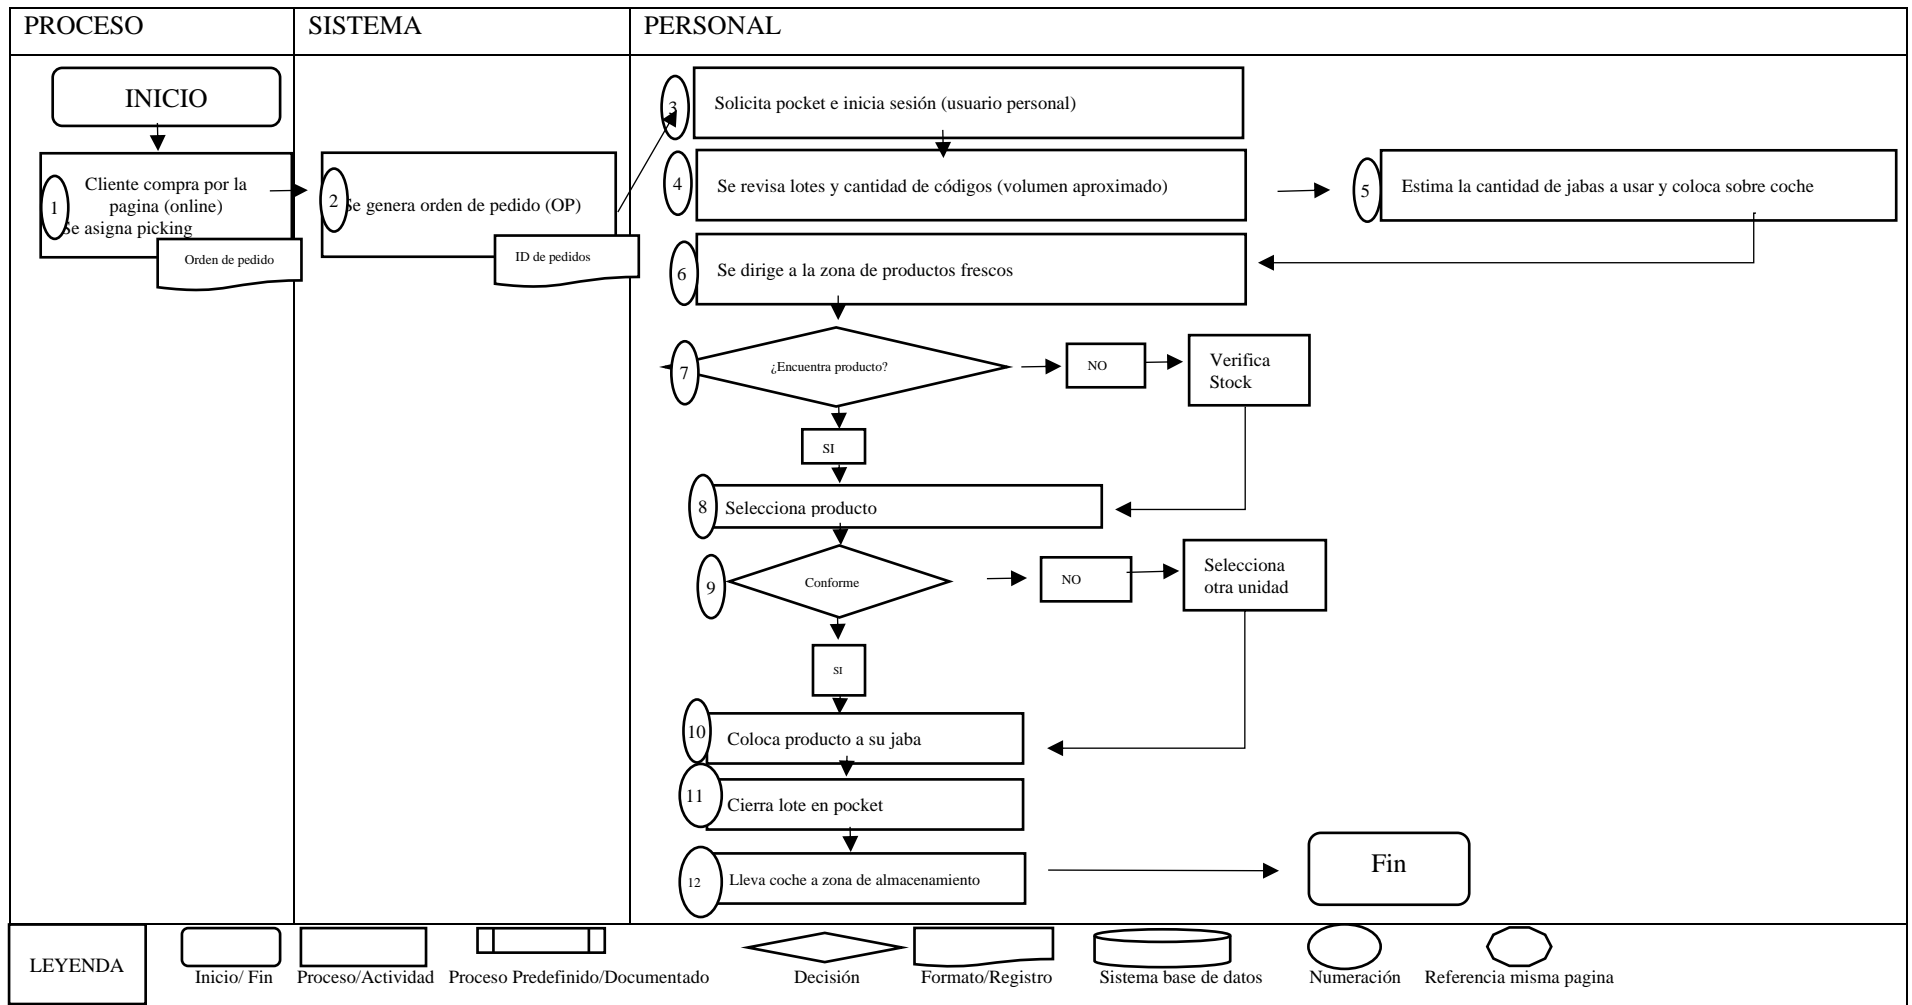 PROCESO
SISTEMA
PERSONAL
INICIO
1
Cliente compra por la
pagina (online)
Se asigna picking
Orden de pedido
2
Se genera orden de pedido (OP)
ID de pedidos
3
Solicita pocket e inicia sesión (usuario personal)
4
Se revisa lotes y cantidad de códigos (volumen aproximado)
5
Estima la cantidad de jabas a usar y coloca sobre coche
6
Se dirige a la zona de productos frescos
7
¿Encuentra producto?
NO
Verifica
Stock
SI
8
Selecciona producto
9
Conforme
NO
Selecciona
otra unidad
SI
10
Coloca producto a su jaba
11
Cierra lote en pocket
12
Lleva coche a zona de almacenamiento
Fin
LEYENDA
Inicio/ Fin
Proceso/Actividad
Proceso Predefinido/Documentado
Decisión
Formato/Registro
Sistema base de datos
Numeración
Referencia misma pagina